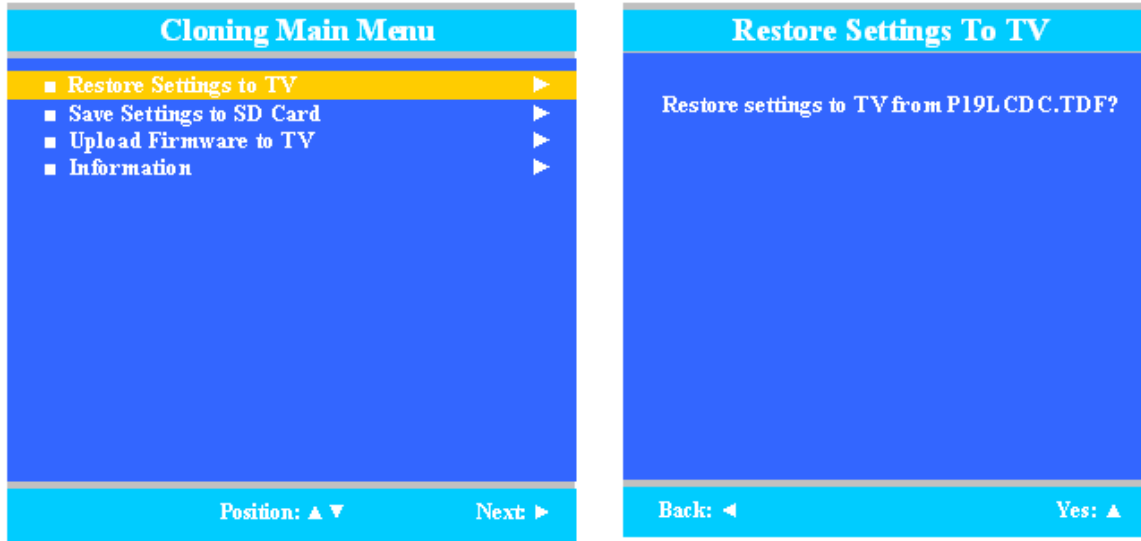 Cloning Main Menu
■ Restore Settings to TV ▶
■ Save Settings to SD Card ▶
■ Upload Firmware to TV ▶
■ Information ▶
Position: ▲ ▼ Next: ▶
Restore Settings To TV
Restore settings to TV from P19LCDC.TDF?
Back: ◀ Yes: ▲